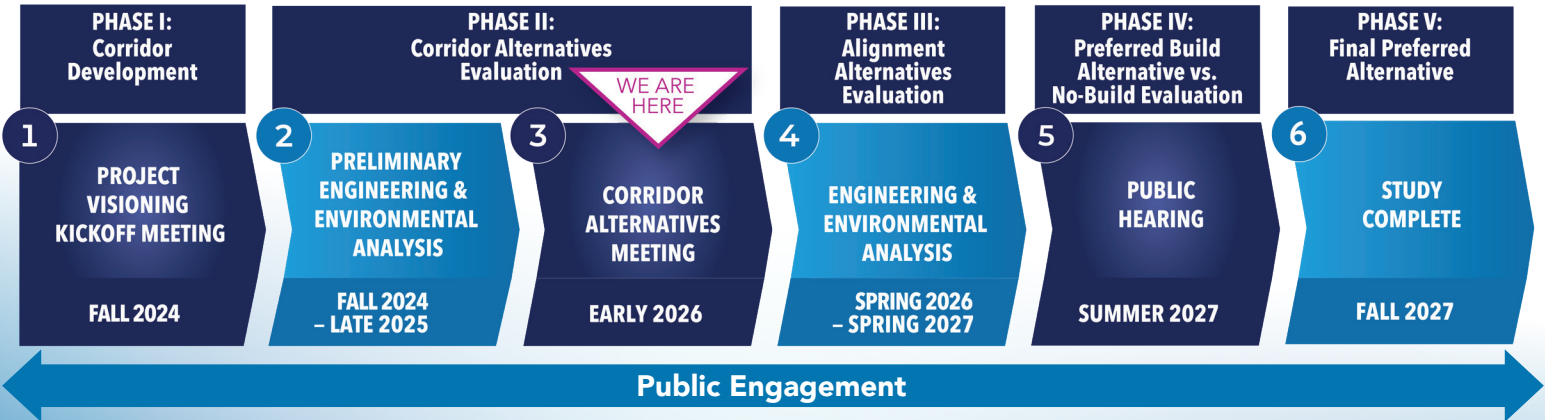 PHASE I:
Corridor
Development
PHASE II:
Corridor Alternatives
Evaluation
WE ARE
HERE
PHASE III:
Alignment
Alternatives
Evaluation
PHASE IV:
Preferred Build
Alternative vs.
No-Build Evaluation
PHASE V:
Final Preferred
Alternative
1
PROJECT
VISIONING
KICKOFF MEETING
FALL 2024
2
PRELIMINARY
ENGINEERING &
ENVIRONMENTAL
ANALYSIS
FALL 2024
– LATE 2025
3
CORRIDOR
ALTERNATIVES
MEETING
EARLY 2026
4
ENGINEERING &
ENVIRONMENTAL
ANALYSIS
SPRING 2026
– SPRING 2027
5
PUBLIC
HEARING
SUMMER 2027
6
STUDY
COMPLETE
FALL 2027
Public Engagement